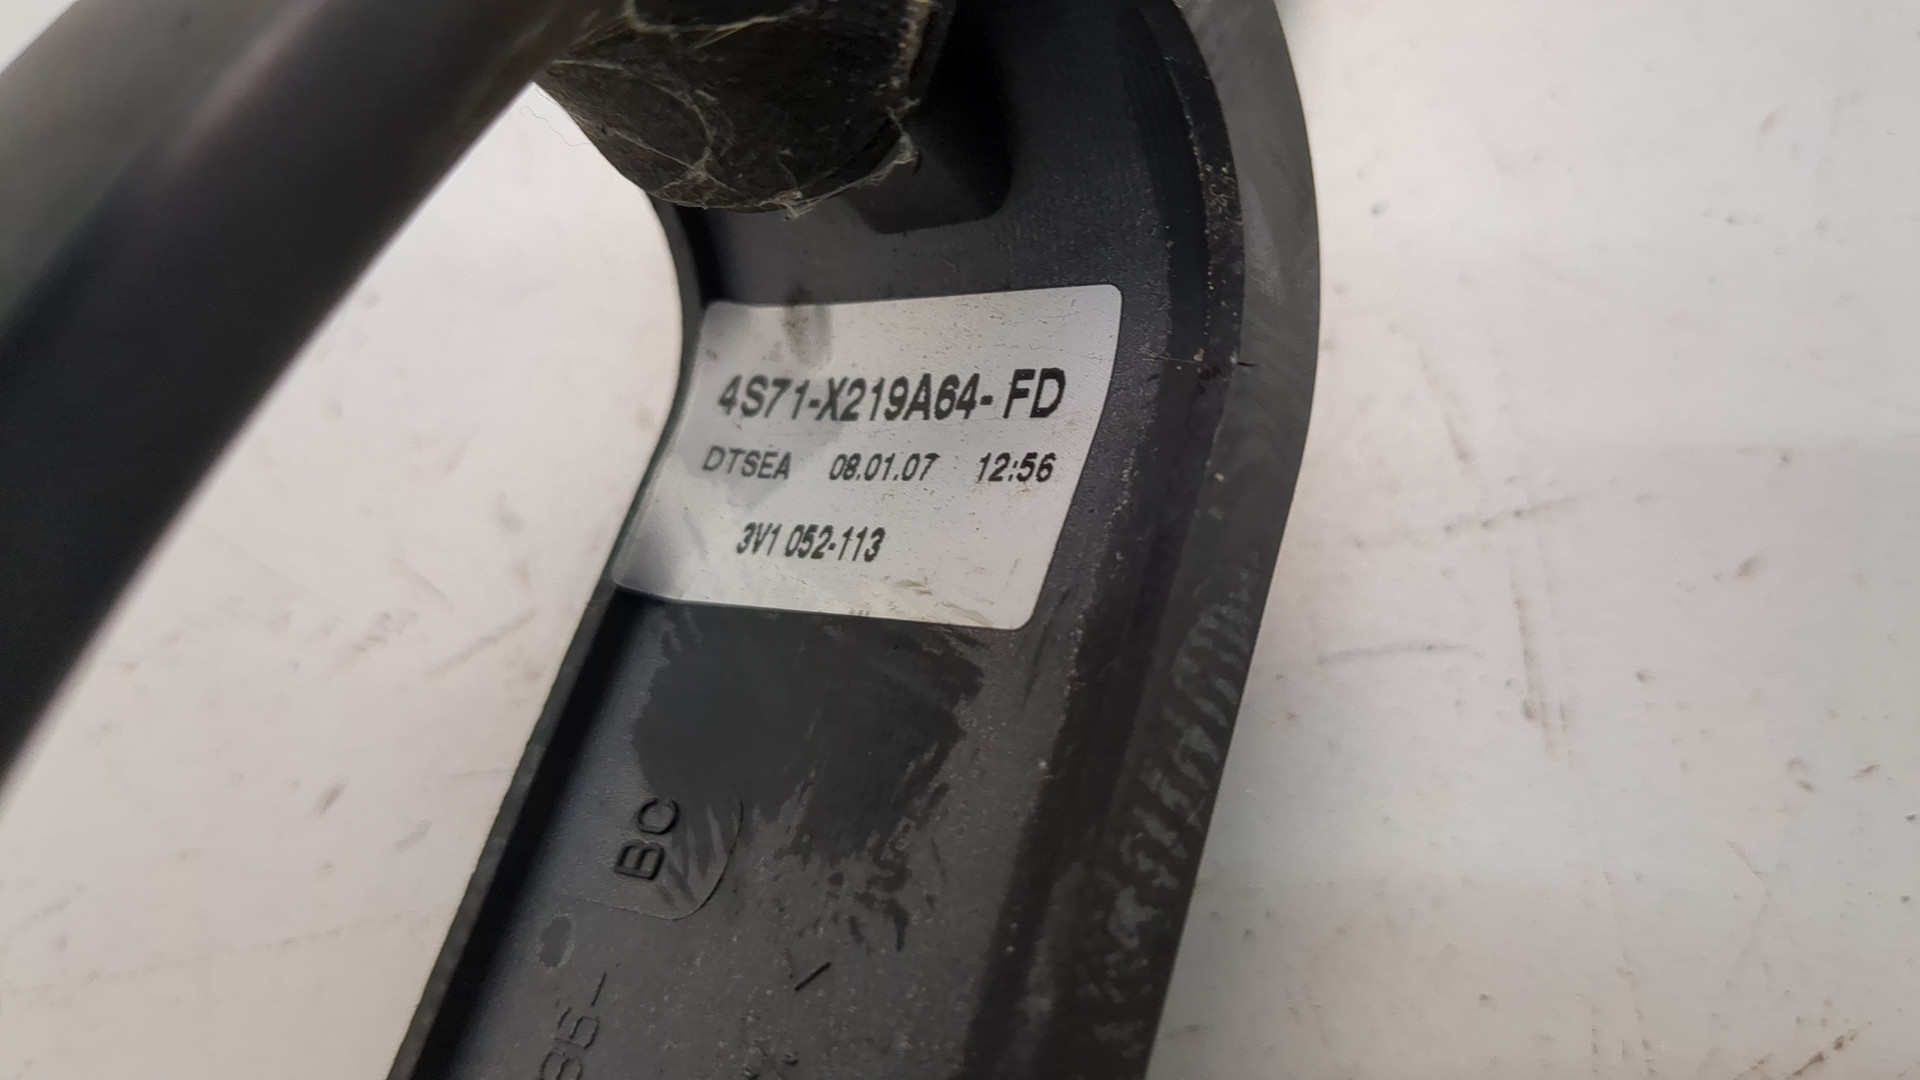 4S71-X219A64-FD
DTSEA 08.01.07 12:56
3V1 052-113
BC